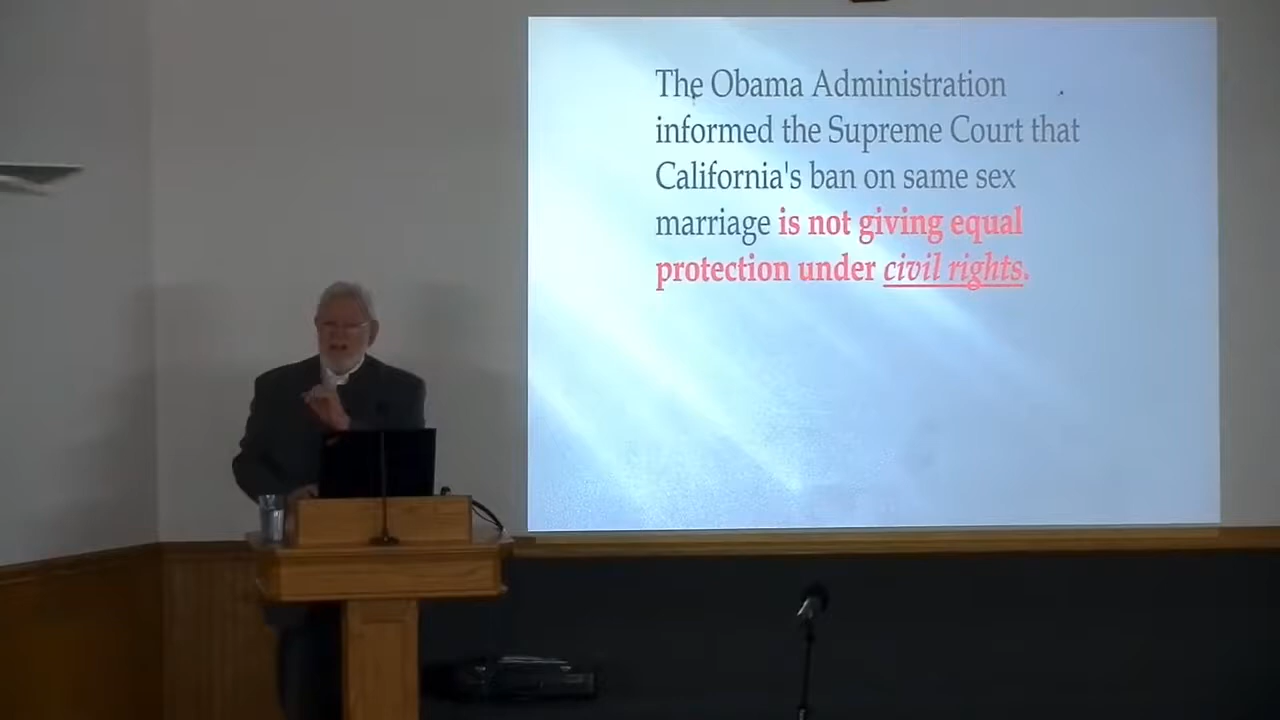 The Obama Administration
informed the Supreme Court that
California's ban on same sex
marriage is not giving equal
protection under civil rights.